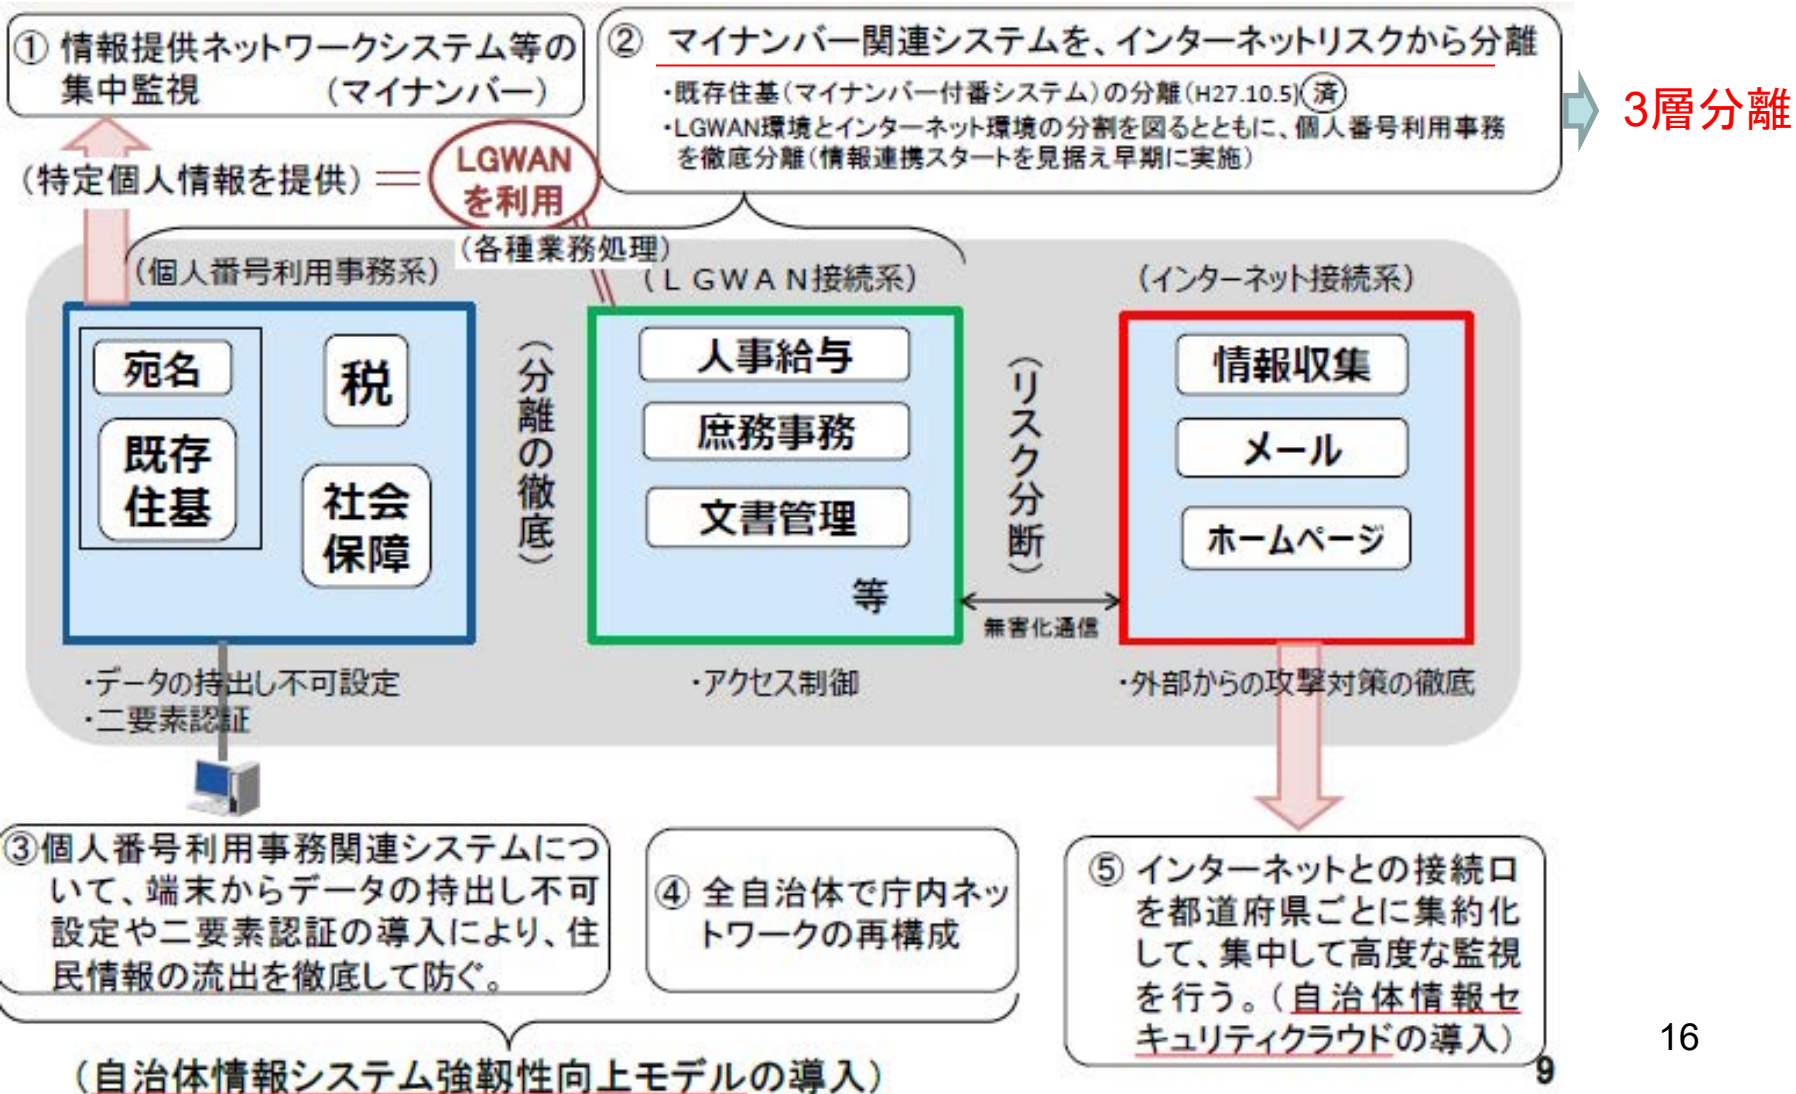 ① 情報提供ネットワークシステム等の
集中監視　　　（マイナンバー）
② マイナンバー関連システムを、インターネットリスクから分離
・既存住基（マイナンバー付番システム）の分離（H27.10.5）済
・LGWAN環境とインターネット環境の分割を図るとともに、個人番号利用事務
を徹底分離（情報連携スタートを見据え早期に実施）
3層分離
（特定個人情報を提供）
LGWAN
を利用
（各種業務処理）
（個人番号利用事務系）
（ＬＧＷＡＮ接続系）
（インターネット接続系）
宛名
既存
住基
税
社会
保障
（分離の徹底）
人事給与
庶務事務
文書管理
等
（リスク分断）
無害化通信
情報収集
メール
ホームページ
・データの持出し不可設定
・二要素認証
・アクセス制御
・外部からの攻撃対策の徹底
③個人番号利用事務関連システムにつ
いて、端末からデータの持出し不可
設定や二要素認証の導入により、住
民情報の流出を徹底して防ぐ。
④ 全自治体で庁内ネッ
トワークの再構成
⑤ インターネットとの接続口
を都道府県ごとに集約化
して、集中して高度な監視
を行う。（自治体情報セ
キュリティクラウドの導入）
（自治体情報システム強靱性向上モデルの導入）
9
16